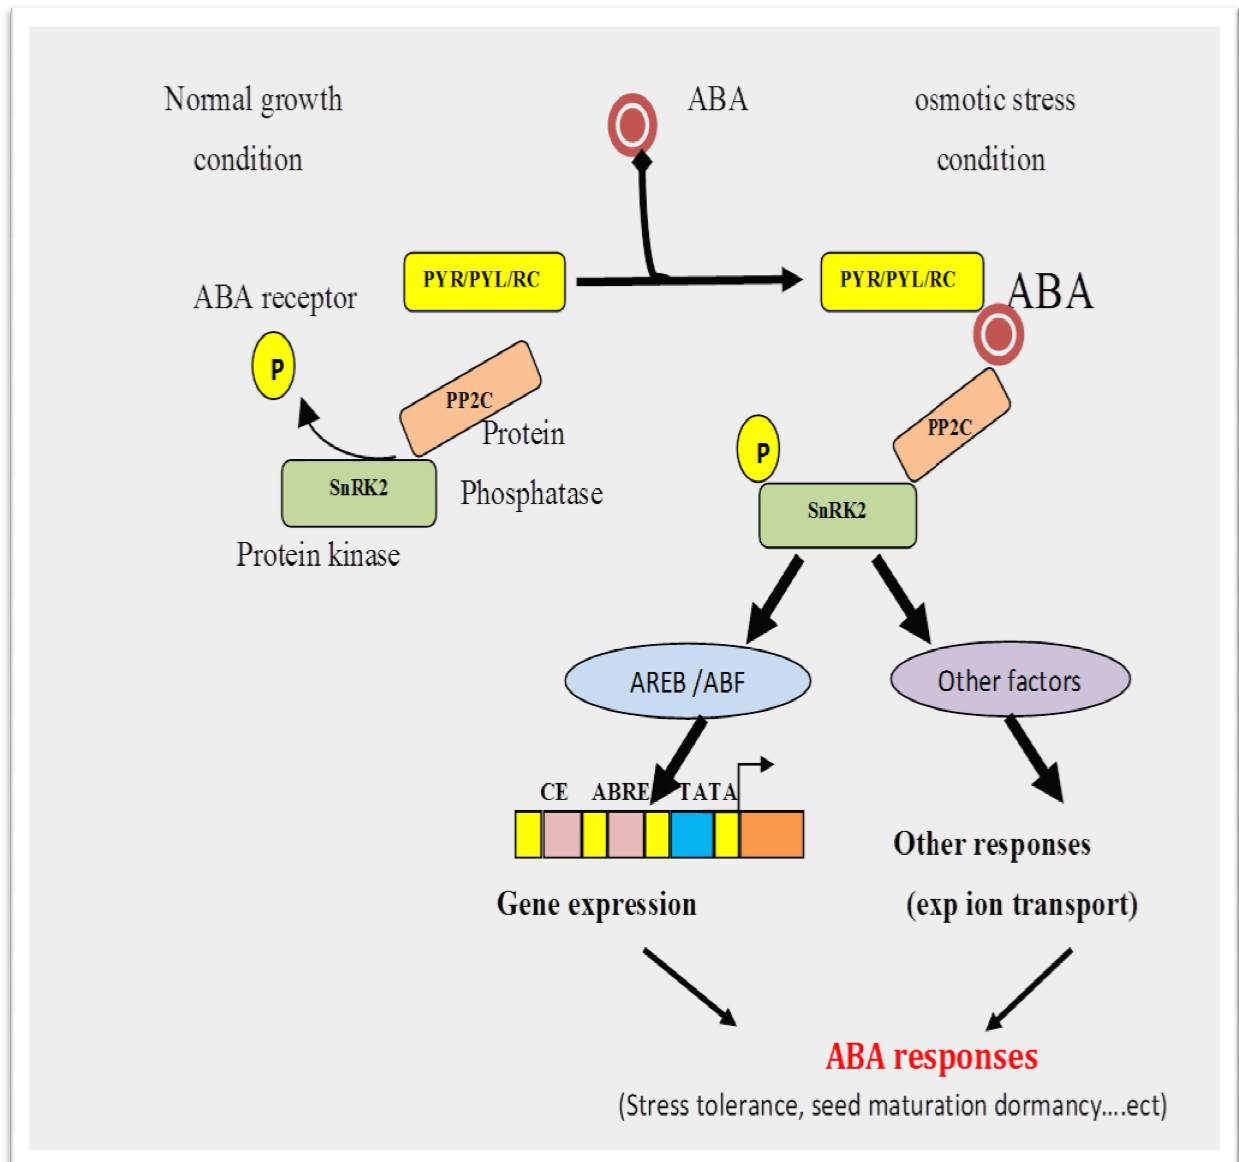 Normal growth
condition
ABA
osmotic stress
condition
PYR/PYL/RC
PYR/PYL/RC
ABA receptor
ABA
P
PP2C
Protein
Phosphatase
SnRK2
Protein kinase
PP2C
P
SnRK2
AREB /ABF
Other factors
CE ABRE TATA
Gene expression
Other responses
(exp ion transport)
ABA responses
(Stress tolerance, seed maturation dormancy....ect)